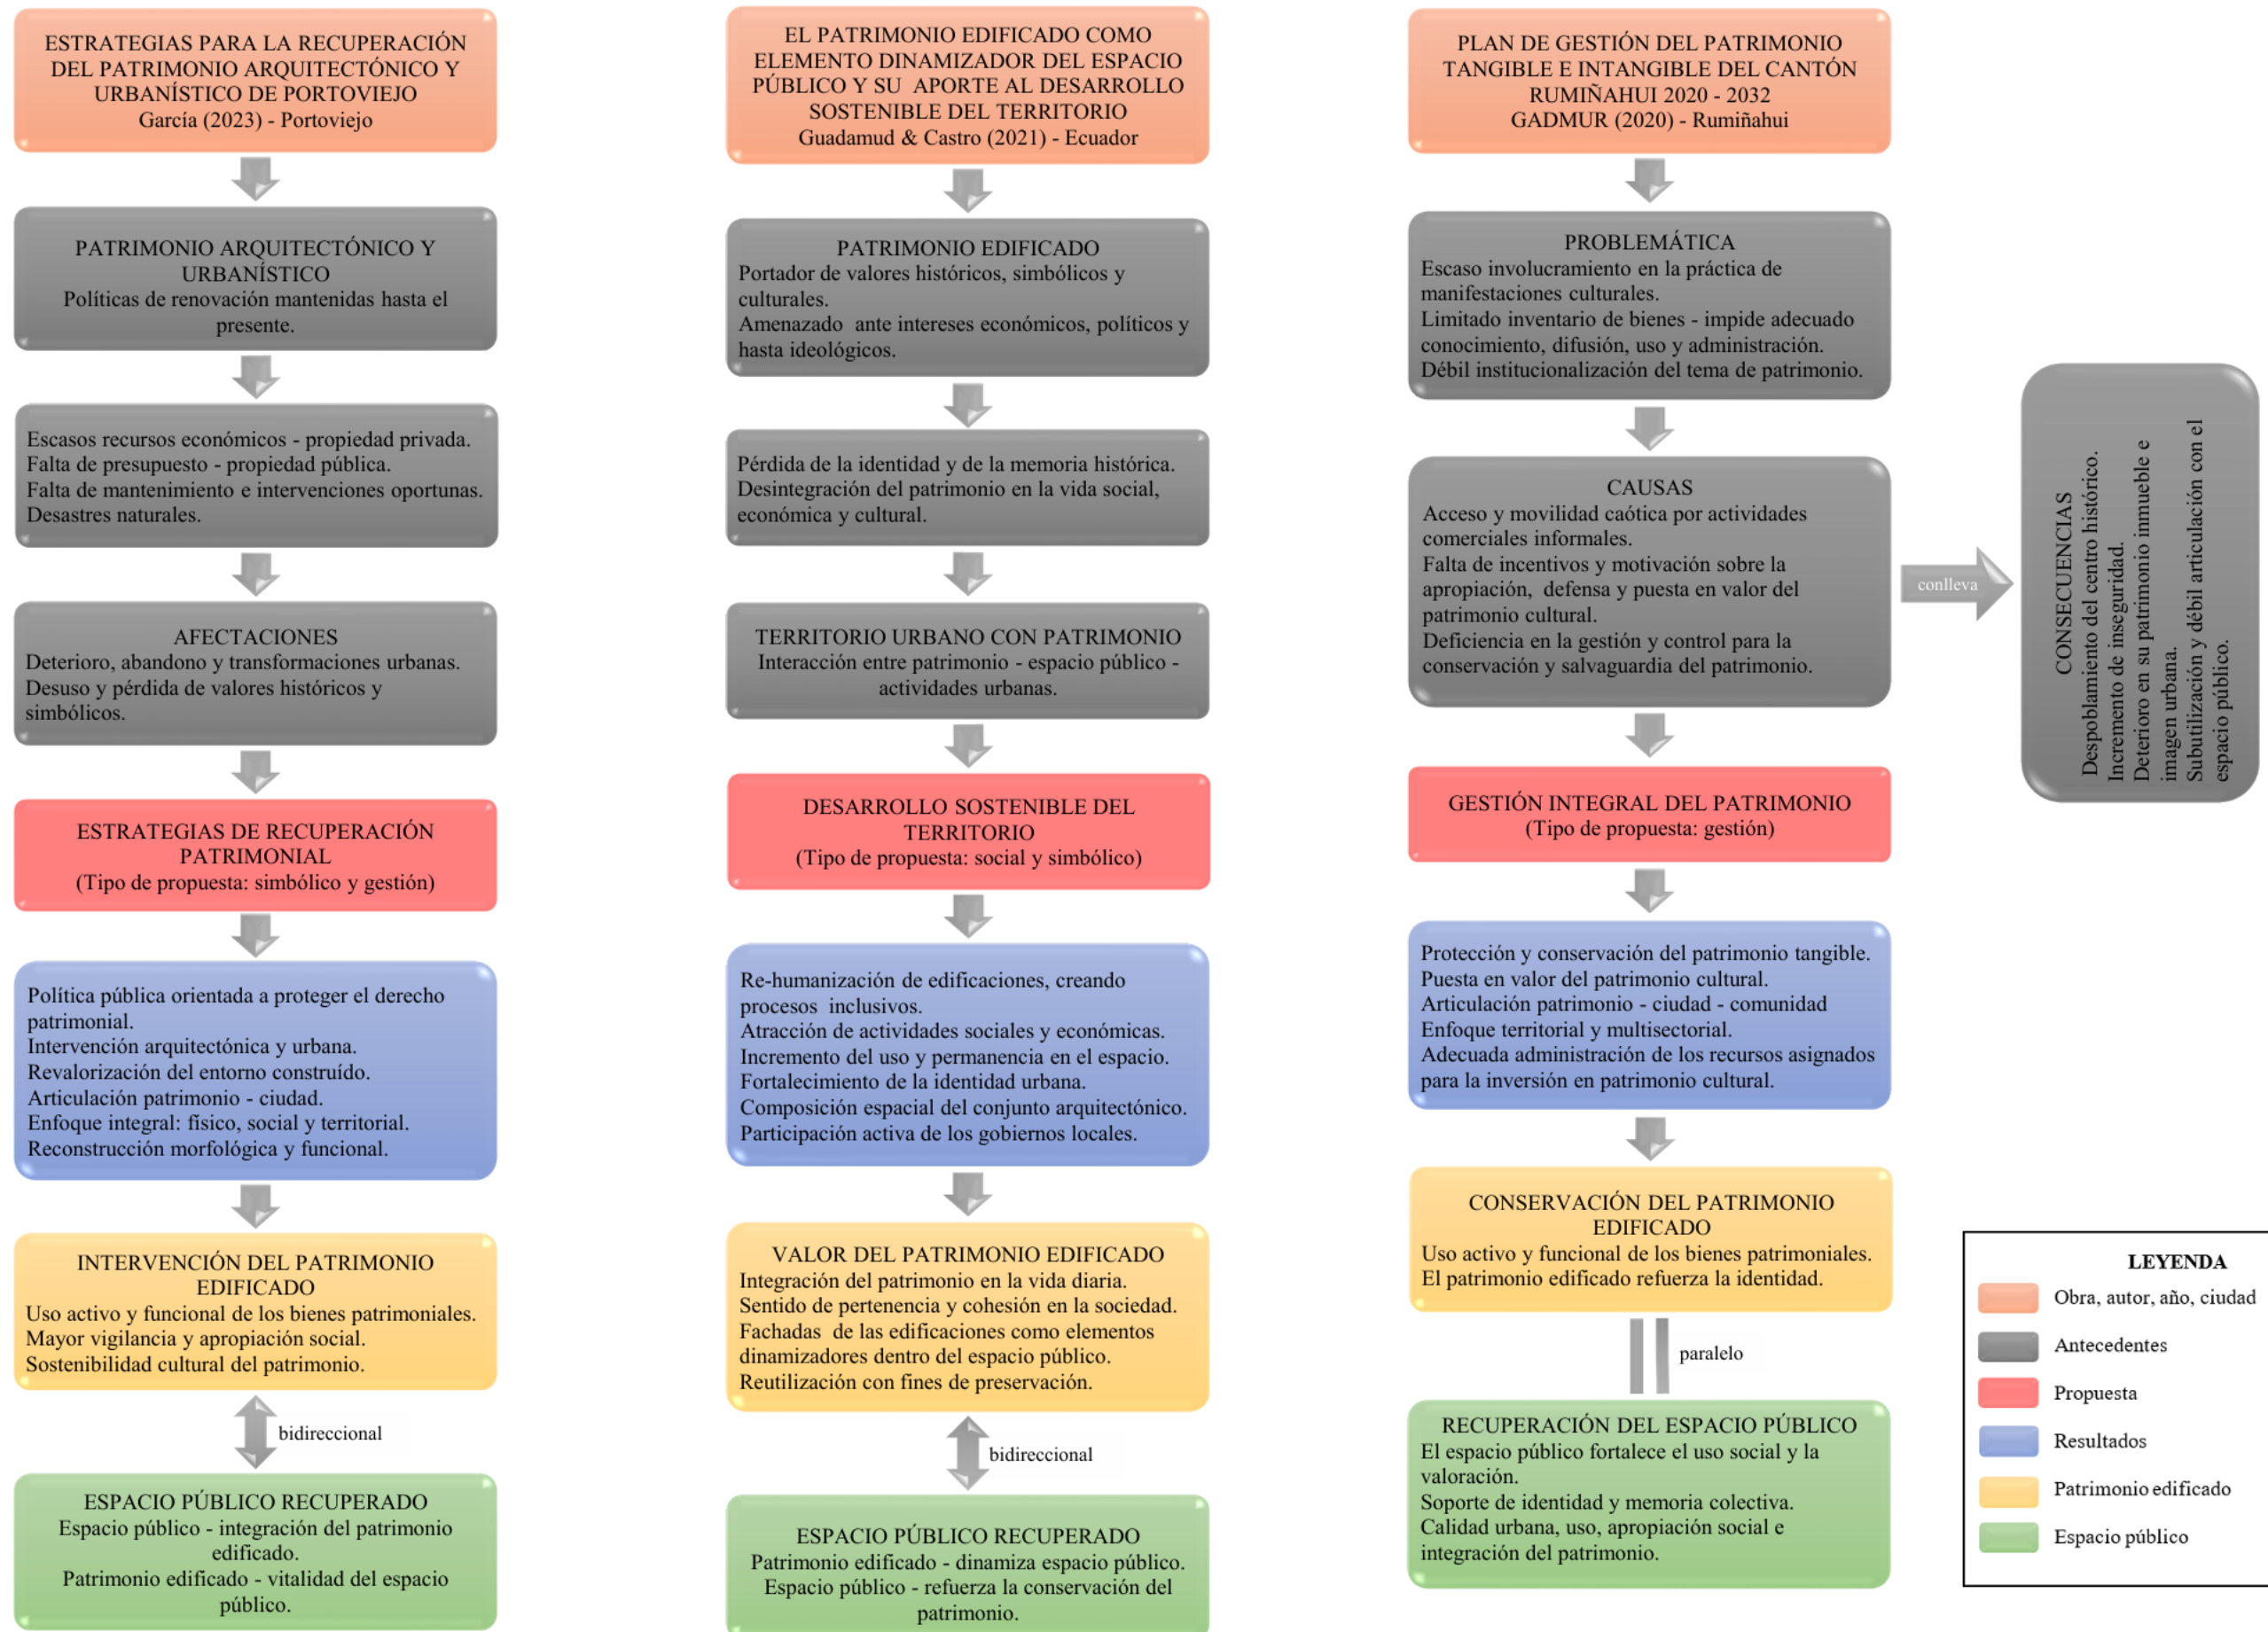 ESTRATEGIAS PARA LA RECUPERACIÓN
DEL PATRIMONIO ARQUITECTÓNICO Y
URBANÍSTICO DE PORTOVIEJO
García (2023) - Portoviejo
PATRIMONIO ARQUITECTÓNICO Y
URBANÍSTICO
Políticas de renovación mantenidas hasta el
presente.
Escasos recursos económicos - propiedad privada.
Falta de presupuesto - propiedad pública.
Falta de mantenimiento e intervenciones oportunas.
Desastres naturales.
AFECTACIONES
Deterioro, abandono y transformaciones urbanas.
Desuso y pérdida de valores históricos y
simbólicos.
ESTRATEGIAS DE RECUPERACIÓN
PATRIMONIAL
(Tipo de propuesta: simbólico y gestión)
Política pública orientada a proteger el derecho
patrimonial.
Intervención arquitectónica y urbana.
Revalorización del entorno construído.
Articulación patrimonio - ciudad.
Enfoque integral: físico, social y territorial.
Reconstrucción morfológica y funcional.
INTERVENCIÓN DEL PATRIMONIO
EDIFICADO
Uso activo y funcional de los bienes patrimoniales.
Mayor vigilancia y apropiación social.
Sostenibilidad cultural del patrimonio.
bidireccional
ESPACIO PÚBLICO RECUPERADO
Espacio público - integración del patrimonio
edificado.
Patrimonio edificado - vitalidad del espacio
público.
EL PATRIMONIO EDIFICADO COMO
ELEMENTO DINAMIZADOR DEL ESPACIO
PÚBLICO Y SU APORTE AL DESARROLLO
SOSTENIBLE DEL TERRITORIO
Guadamud & Castro (2021) - Ecuador
PATRIMONIO EDIFICADO
Portador de valores históricos, simbólicos y
culturales.
Amenazado ante intereses económicos, políticos y
hasta ideológicos.
Pérdida de la identidad y de la memoria histórica.
Desintegración del patrimonio en la vida social,
económica y cultural.
TERRITORIO URBANO CON PATRIMONIO
Interacción entre patrimonio - espacio público -
actividades urbanas.
DESARROLLO SOSTENIBLE DEL
TERRITORIO
(Tipo de propuesta: social y simbólico)
Re-humanización de edificaciones, creando
procesos inclusivos.
Atracción de actividades sociales y económicas.
Incremento del uso y permanencia en el espacio.
Fortalecimiento de la identidad urbana.
Composición espacial del conjunto arquitectónico.
Participación activa de los gobiernos locales.
VALOR DEL PATRIMONIO EDIFICADO
Integración del patrimonio en la vida diaria.
Sentido de pertenencia y cohesión en la sociedad.
Fachadas de las edificaciones como elementos
dinamizadores dentro del espacio público.
Reutilización con fines de preservación.
bidireccional
ESPACIO PÚBLICO RECUPERADO
Patrimonio edificado - dinamiza espacio público.
Espacio público - refuerza la conservación del
patrimonio.
PLAN DE GESTIÓN DEL PATRIMONIO
TANGIBLE E INTANGIBLE DEL CANTÓN
RUMIÑAHUI 2020 - 2032
GADMUR (2020) - Rumiñahui
PROBLEMÁTICA
Escaso involucramiento en la práctica de
manifestaciones culturales.
Limitado inventario de bienes - impide adecuado
conocimiento, difusión, uso y administración.
Débil institucionalización del tema de patrimonio.
CAUSAS
Acceso y movilidad caótica por actividades
comerciales informales.
Falta de incentivos y motivación sobre la
apropiación, defensa y puesta en valor del
patrimonio cultural.
Deficiencia en la gestión y control para la
conservación y salvaguardia del patrimonio.
conlleva
CONSECUENCIAS
Despoblamiento del centro histórico.
Incremento de inseguridad.
Deterioro en su patrimonio inmueble e
imagen urbana.
Subutilización y débil articulación con el
espacio público.
GESTIÓN INTEGRAL DEL PATRIMONIO
(Tipo de propuesta: gestión)
Protección y conservación del patrimonio tangible.
Puesta en valor del patrimonio cultural.
Articulación patrimonio - ciudad - comunidad
Enfoque territorial y multisectorial.
Adecuada administración de los recursos asignados
para la inversión en patrimonio cultural.
CONSERVACIÓN DEL PATRIMONIO
EDIFICADO
Uso activo y funcional de los bienes patrimoniales.
El patrimonio edificado refuerza la identidad.
paralelo
RECUPERACIÓN DEL ESPACIO PÚBLICO
El espacio público fortalece el uso social y la
valoración.
Soporte de identidad y memoria colectiva.
Calidad urbana, uso, apropiación social e
integración del patrimonio.
LEYENDA
Obra, autor, año, ciudad
Antecedentes
Propuesta
Resultados
Patrimonio edificado
Espacio público